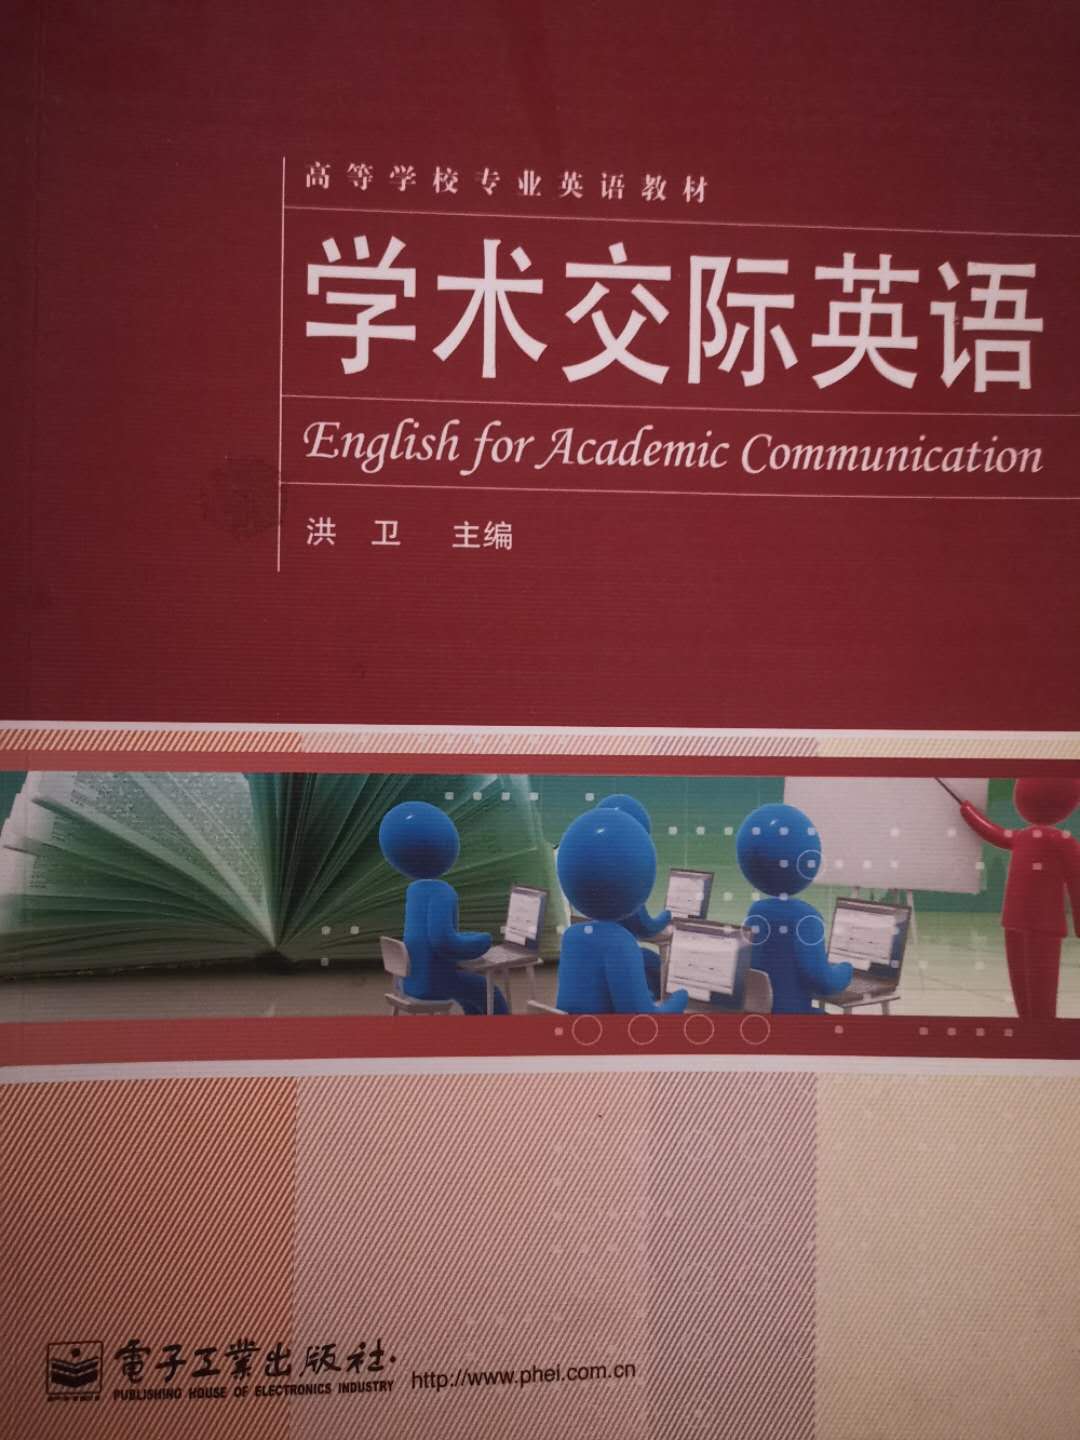 高等学校专业英语教材
学术交际英语
English for Academic Communication
洪 卫 主编
電子工業出版社
PUBLISHING HOUSE OF ELECTRONICS INDUSTRY
http://www.phei.com.cn